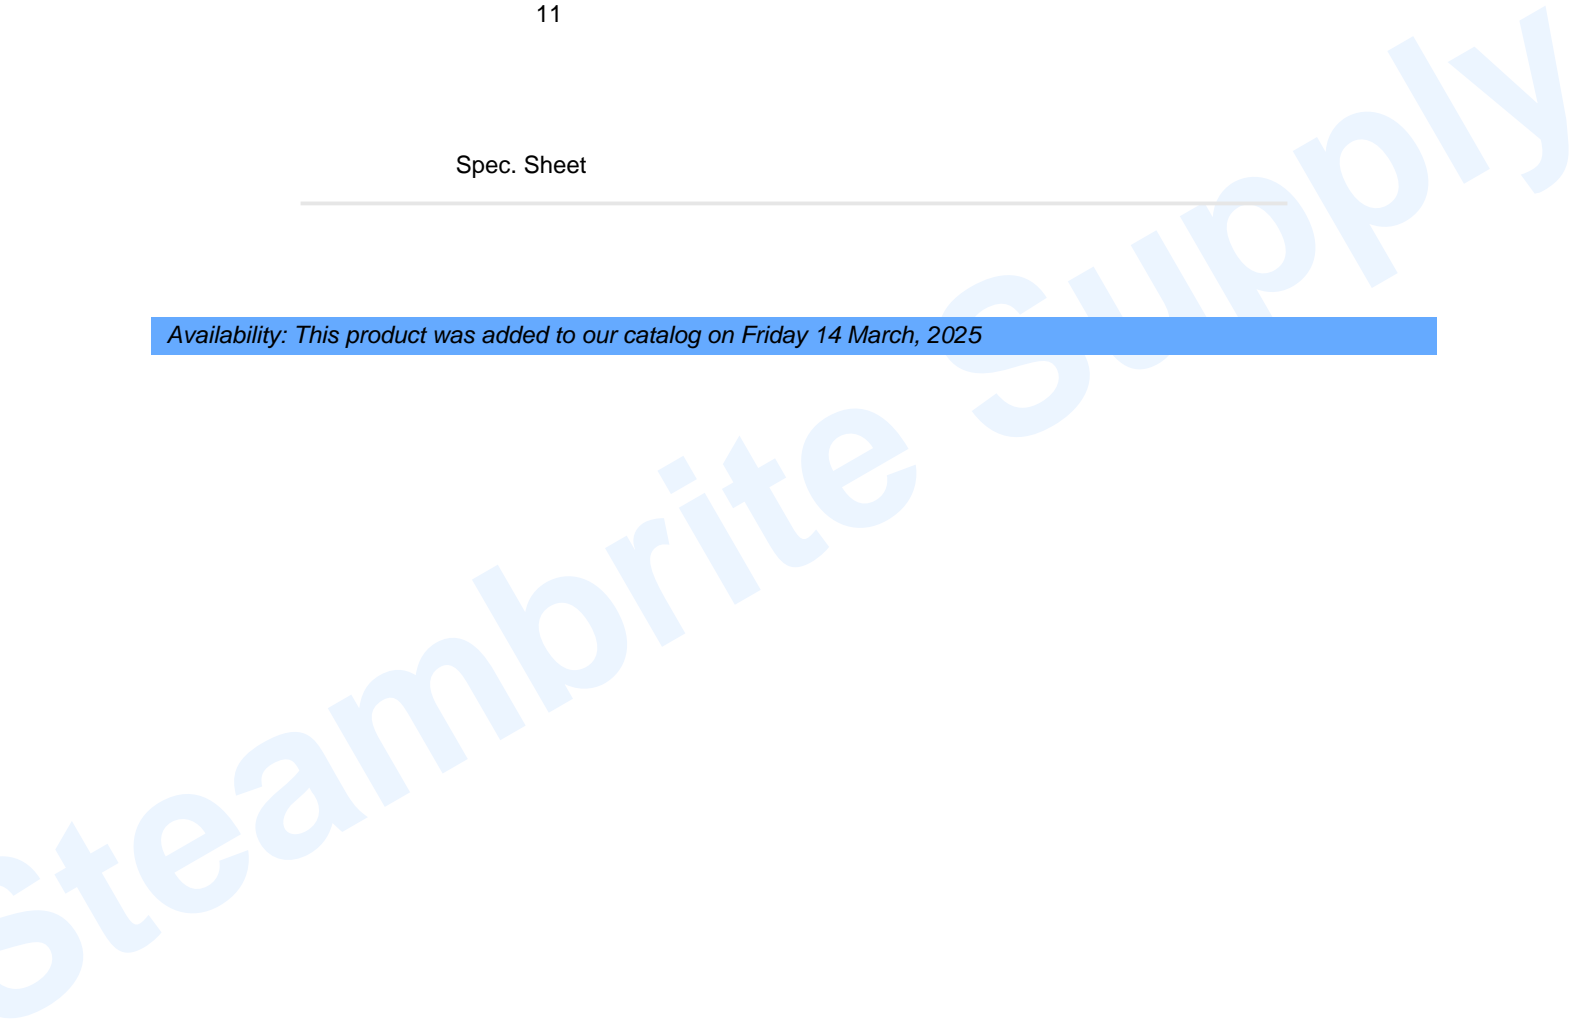 11
Spec. Sheet
Availability: This product was added to our catalog on Friday 14 March, 2025
Steambrite Supply